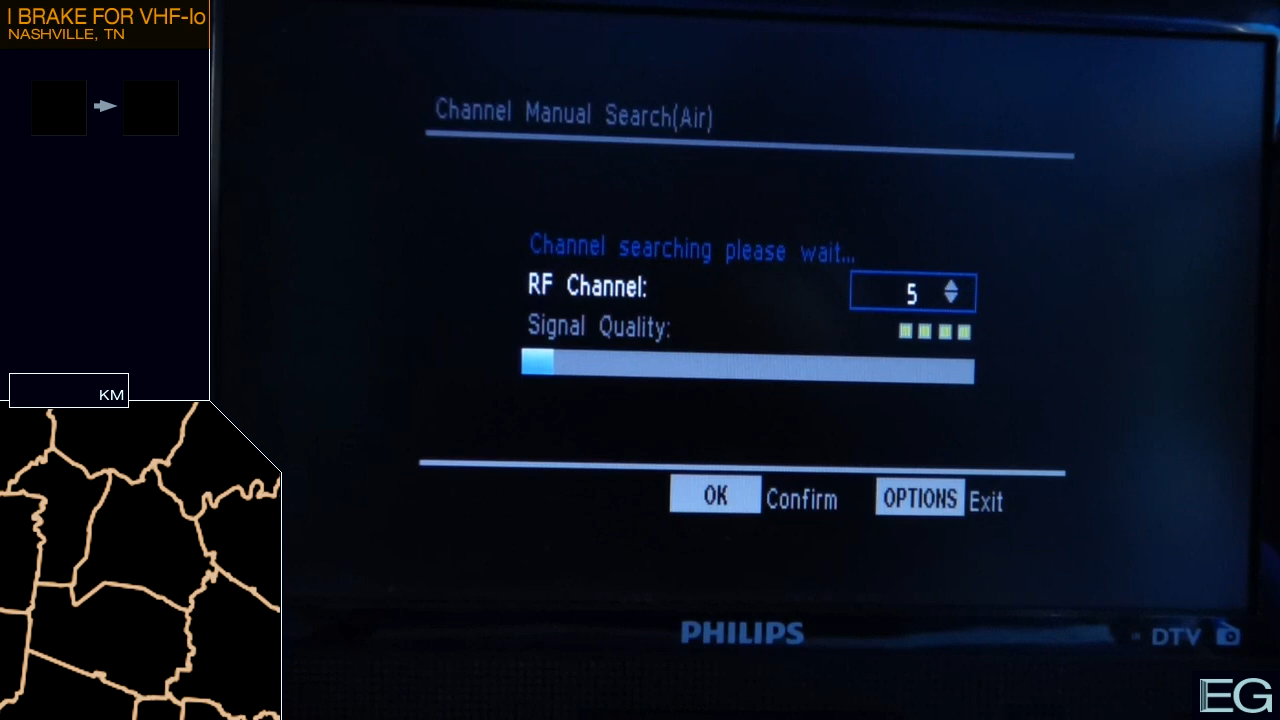 I BRAKE FOR VHF-lo
NASHVILLE, TN
KM
Channel Manual Search(Air)
Channel searching please wait...
RF Channel: 5
Signal Quality:
OK Confirm OPTIONS Exit
PHILIPS
DTV
EG